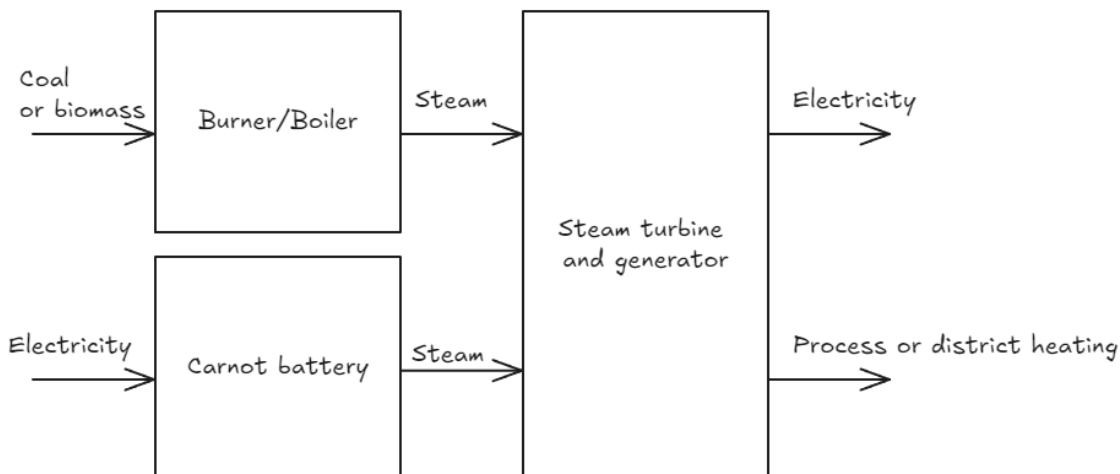 Coal
or biomass
Burner/Boiler
Steam
Electricity
Steam turbine
and generator
Electricity
Carnot battery
Steam
Process or district heating